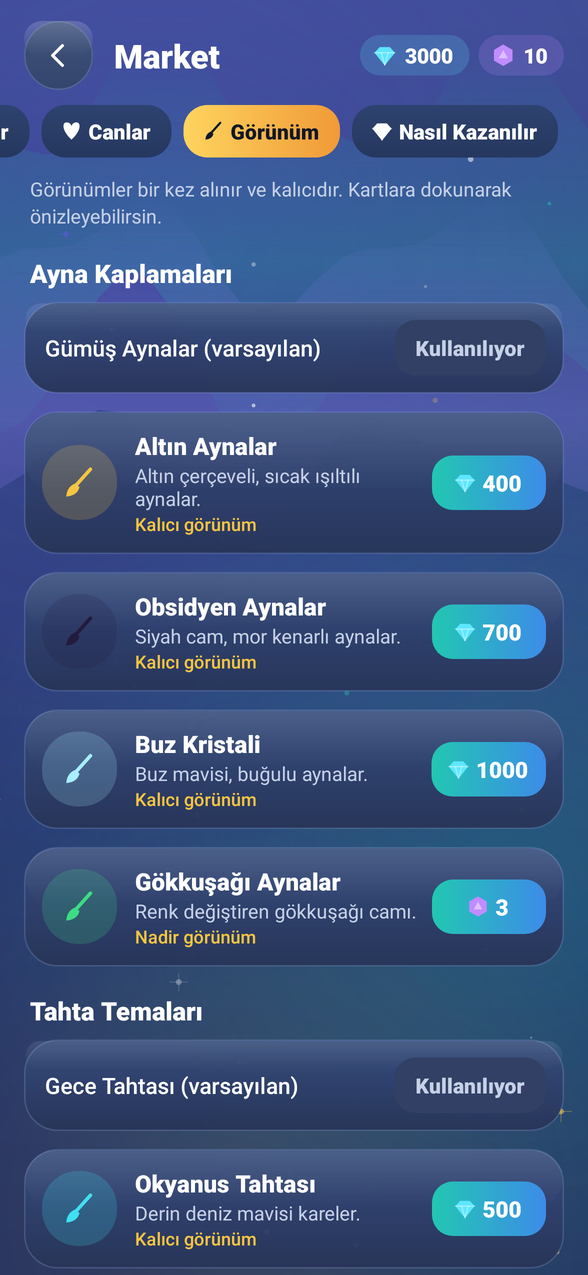 Market
3000
10
r
Canlar
Görünüm
Nasıl Kazanılır
Görünümler bir kez alınır ve kalıcıdır. Kartlara dokunarak
önizleyebilirsin.
Ayna Kaplamaları
Gümüş Aynalar (varsayılan)
Kullanılıyor
Altın Aynalar
Altın çerçeveli, sıcak ışıltılı
aynalar.
Kalıcı görünüm
400
Obsidyen Aynalar
Siyah cam, mor kenarlı aynalar.
Kalıcı görünüm
700
Buz Kristali
Buz mavisi, buğulu aynalar.
Kalıcı görünüm
1000
Gökkuşağı Aynalar
Renk değiştiren gökkuşağı camı.
Nadir görünüm
3
Tahta Temaları
Gece Tahtası (varsayılan)
Kullanılıyor
Okyanus Tahtası
Derin deniz mavisi kareler.
Kalıcı görünüm
500